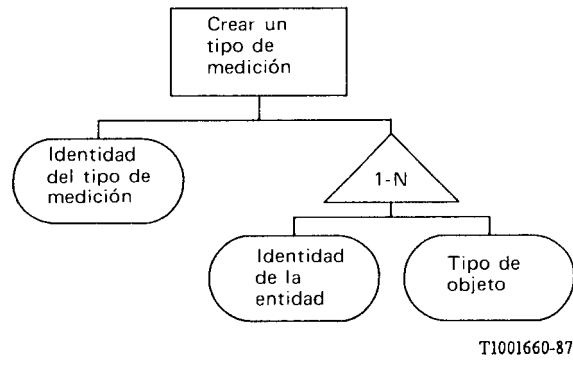 Crear un
tipo de
medición
Identidad
del tipo de
medición
1-N
Identidad
de la
entidad
Tipo de
objeto
T1001660-87